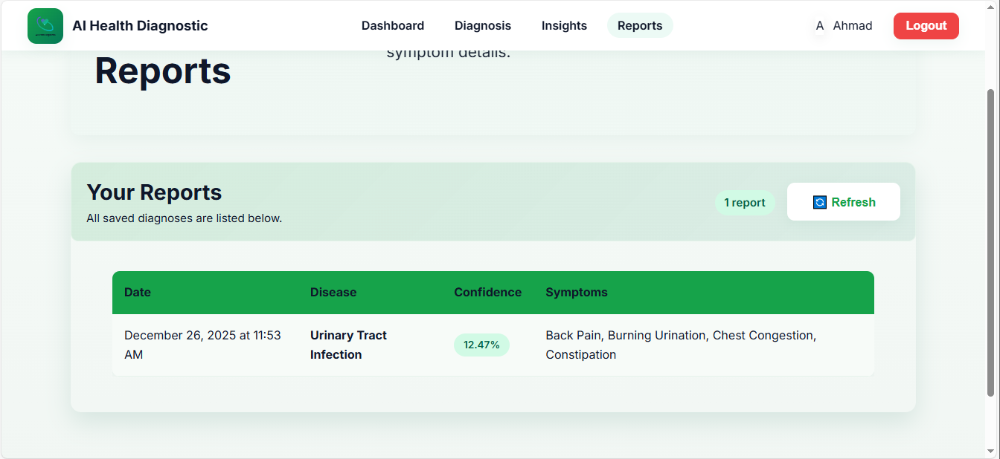 AI Health Diagnostic
Dashboard
Diagnosis
Insights
Reports
A
Ahmad
Logout
symptom details.
Reports
Your Reports
All saved diagnoses are listed below.
1 report
Refresh
Date
Disease
Confidence
Symptoms
December 26, 2025 at 11:53
AM
Urinary Tract
Infection
12.47%
Back Pain, Burning Urination, Chest Congestion,
Constipation